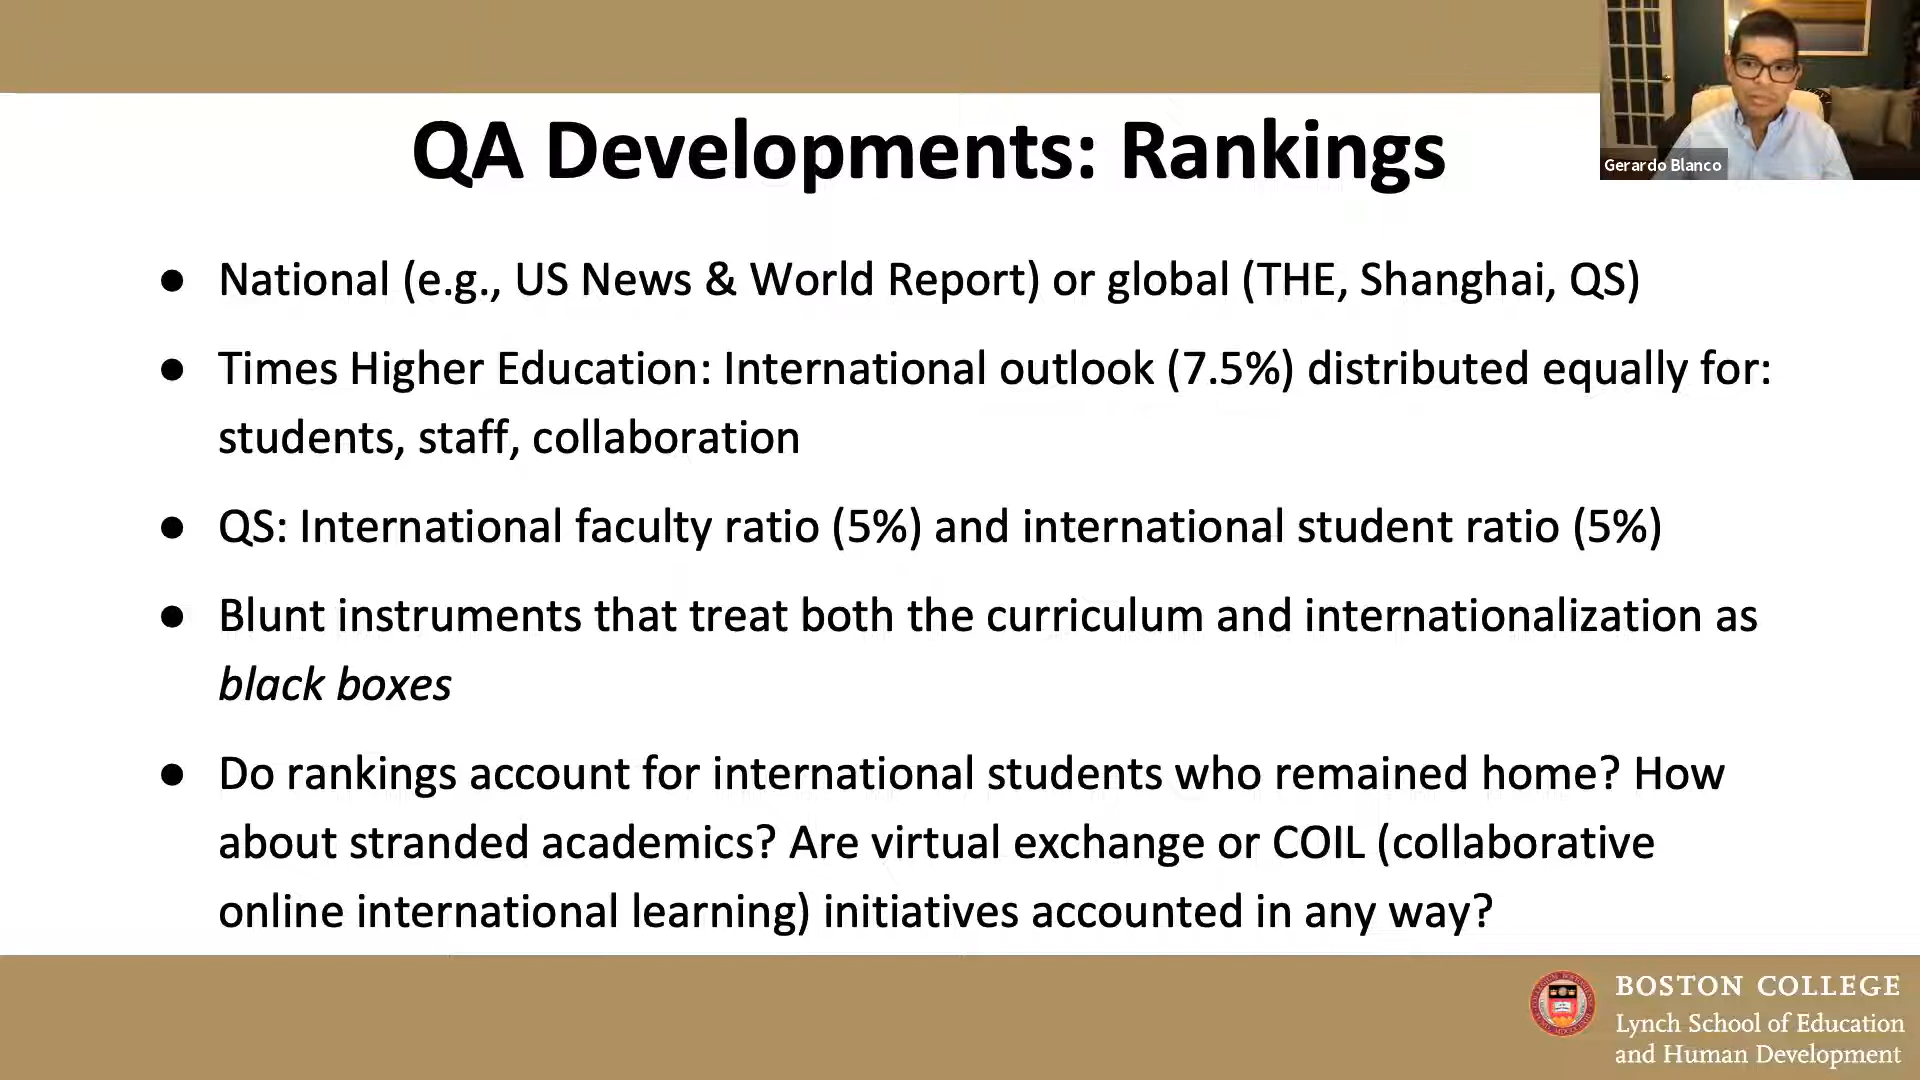 QA Developments: Rankings
Gerardo Blanco
● National (e.g., US News & World Report) or global (THE, Shanghai, QS)
● Times Higher Education: International outlook (7.5%) distributed equally for:
students, staff, collaboration
● QS: International faculty ratio (5%) and international student ratio (5%)
● Blunt instruments that treat both the curriculum and internationalization as
black boxes
● Do rankings account for international students who remained home? How
about stranded academics? Are virtual exchange or COIL (collaborative
online international learning) initiatives accounted in any way?
BOSTON COLLEGE
Lynch School of Education
and Human Development